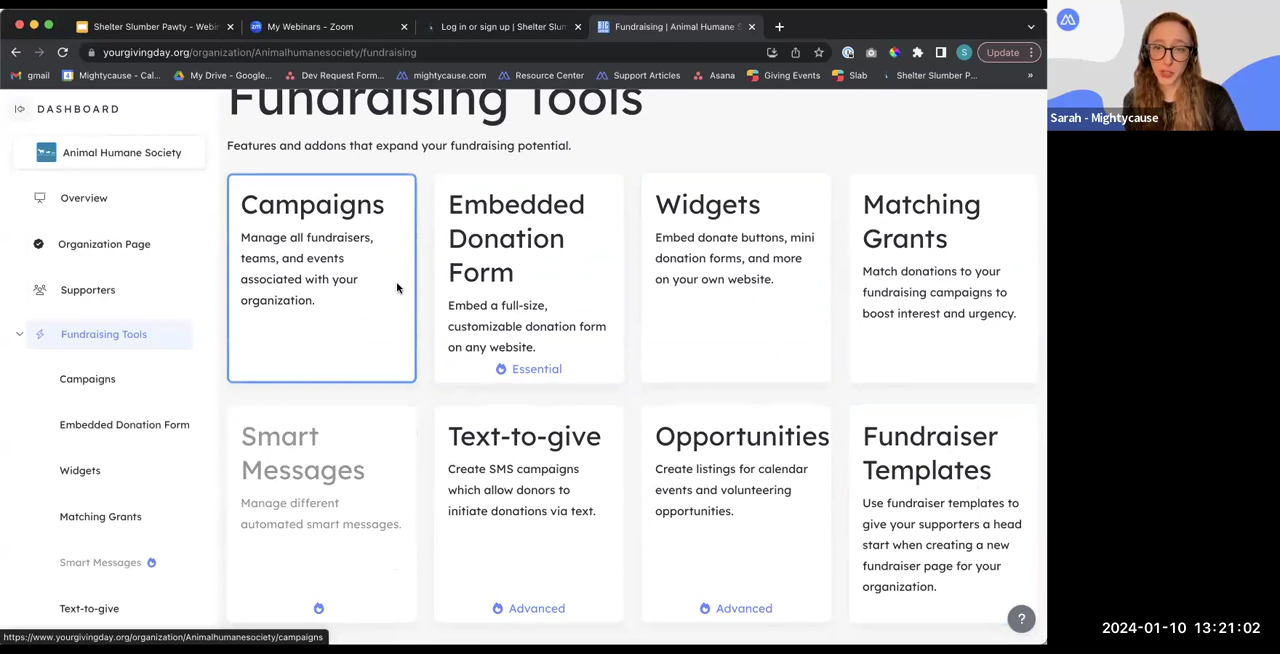 Shelter Slumber Pawty - Webin
My Webinars - Zoom
Log in or sign up | Shelter Slun
BIG
Fundraising | Animal Humane S
yourgivingday.org/organization/Animalhumanesociety/fundraising
S
Update
gmail
Mightycause - Cal...
My Drive - Google...
Dev Request Form...
mightycause.com
Resource Center
Support Articles
Asana
Giving Events
Slab
Shelter Slumber P...
»
Sarah - Mightycause
DASHBOARD
Animal Humane Society
Overview
Organization Page
Supporters
Fundraising Tools
Campaigns
Embedded Donation Form
Widgets
Matching Grants
Smart Messages
Text-to-give
Fundraising Tools
Features and addons that expand your fundraising potential.
Campaigns
Manage all fundraisers,
teams, and events
associated with your
organization.
Embedded
Donation
Form
Embed a full-size,
customizable donation form
on any website.
Essential
Widgets
Embed donate buttons, mini
donation forms, and more
on your own website.
Matching
Grants
Match donations to your
fundraising campaigns to
boost interest and urgency.
Smart
Messages
Manage different
automated smart messages.
Text-to-give
Create SMS campaigns
which allow donors to
initiate donations via text.
Advanced
Opportunities
Create listings for calendar
events and volunteering
opportunities.
Advanced
Fundraiser
Templates
Use fundraiser templates to
give your supporters a head
start when creating a new
fundraiser page for your
organization.
?
https://www.yourgivingday.org/organization/Animalhumanesociety/campaigns
2024-01-10 13:21:02